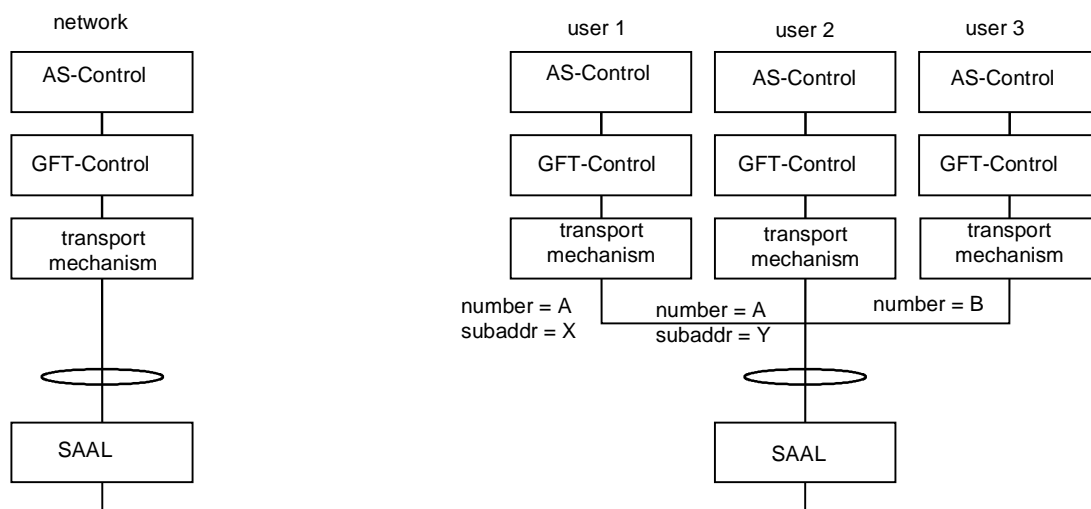 network
user 1
user 2
user 3
AS-Control
AS-Control
AS-Control
AS-Control
GFT-Control
GFT-Control
GFT-Control
GFT-Control
transport
mechanism
transport
mechanism
transport
mechanism
transport
mechanism
number = A
subaddr = X
number = A
subaddr = Y
number = B
SAAL
SAAL